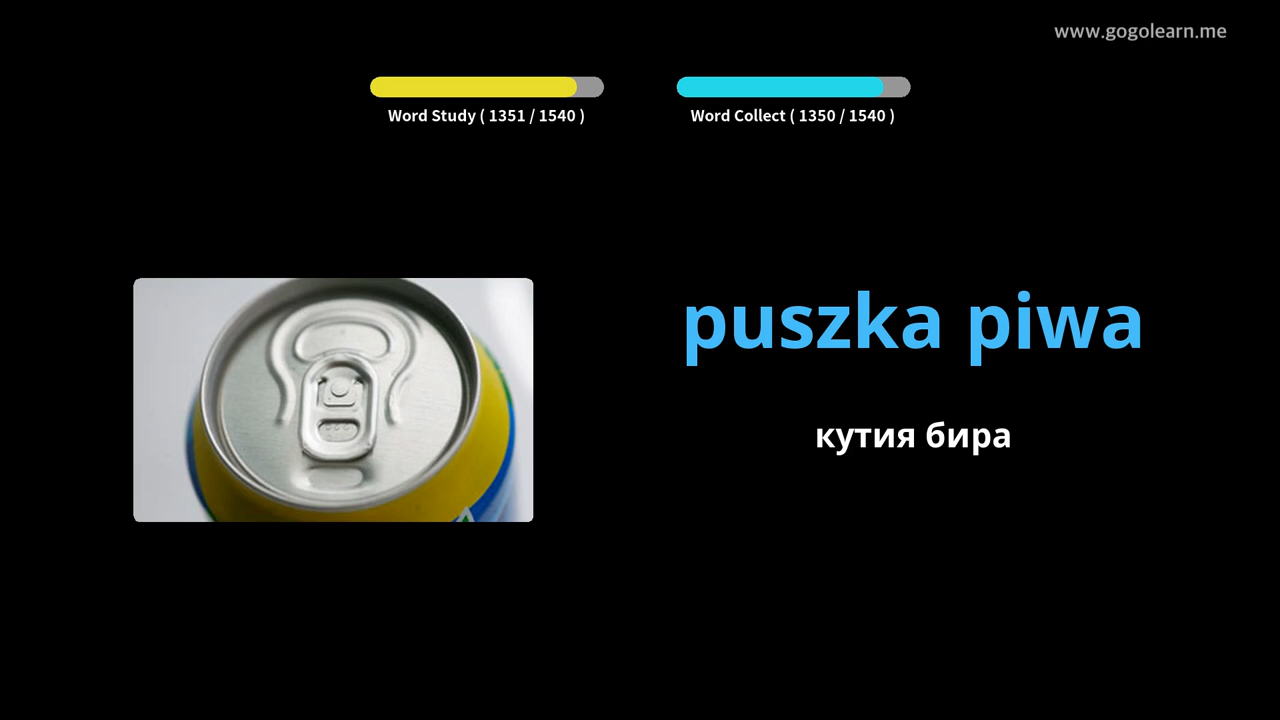 www.gogolearn.me
Word Study ( 1351 / 1540 )
Word Collect ( 1350 / 1540 )
puszka piwa
кутия бира